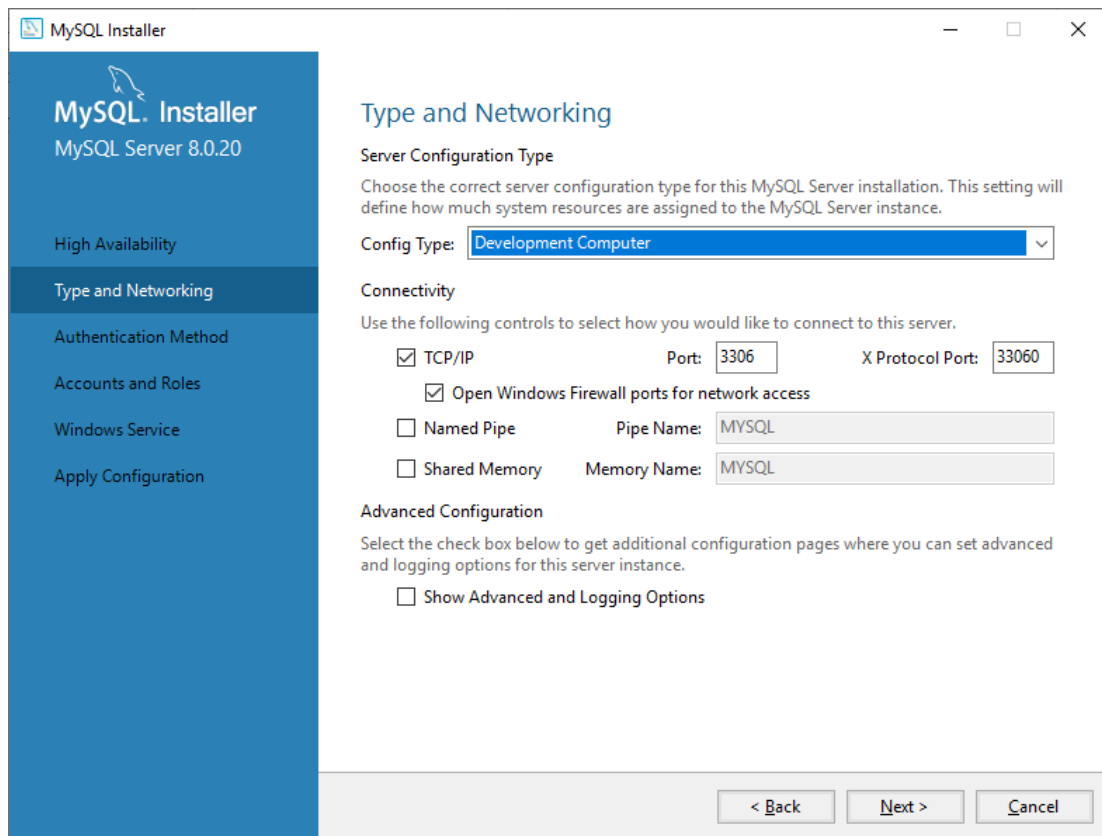 MySQL Installer
MySQL. Installer
MySQL Server 8.0.20
High Availability
Type and Networking
Authentication Method
Accounts and Roles
Windows Service
Apply Configuration
Type and Networking
Server Configuration Type
Choose the correct server configuration type for this MySQL Server installation. This setting will
define how much system resources are assigned to the MySQL Server instance.
Config Type: Development Computer
Connectivity
Use the following controls to select how you would like to connect to this server.
TCP/IP Port: 3306 X Protocol Port: 33060
Open Windows Firewall ports for network access
Named Pipe Pipe Name: MYSQL
Shared Memory Memory Name: MYSQL
Advanced Configuration
Select the check box below to get additional configuration pages where you can set advanced
and logging options for this server instance.
Show Advanced and Logging Options
< Back Next > Cancel